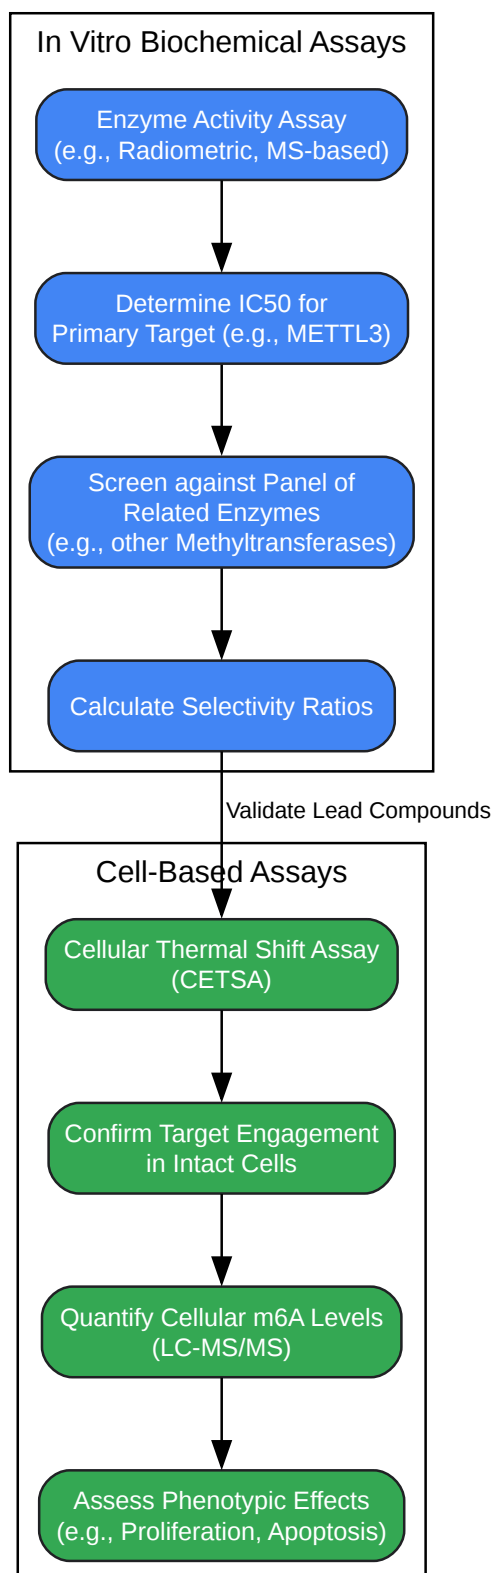 In Vitro Biochemical Assays
Enzyme Activity Assay
(e.g., Radiometric, MS-based)
Determine IC50 for
Primary Target (e.g., METTL3)
Screen against Panel of
Related Enzymes
(e.g., other Methyltransferases)
Calculate Selectivity Ratios
Validate Lead Compounds
Cell-Based Assays
Cellular Thermal Shift Assay
(CETSA)
Confirm Target Engagement
in Intact Cells
Quantify Cellular m6A Levels
(LC-MS/MS)
Assess Phenotypic Effects
(e.g., Proliferation, Apoptosis)